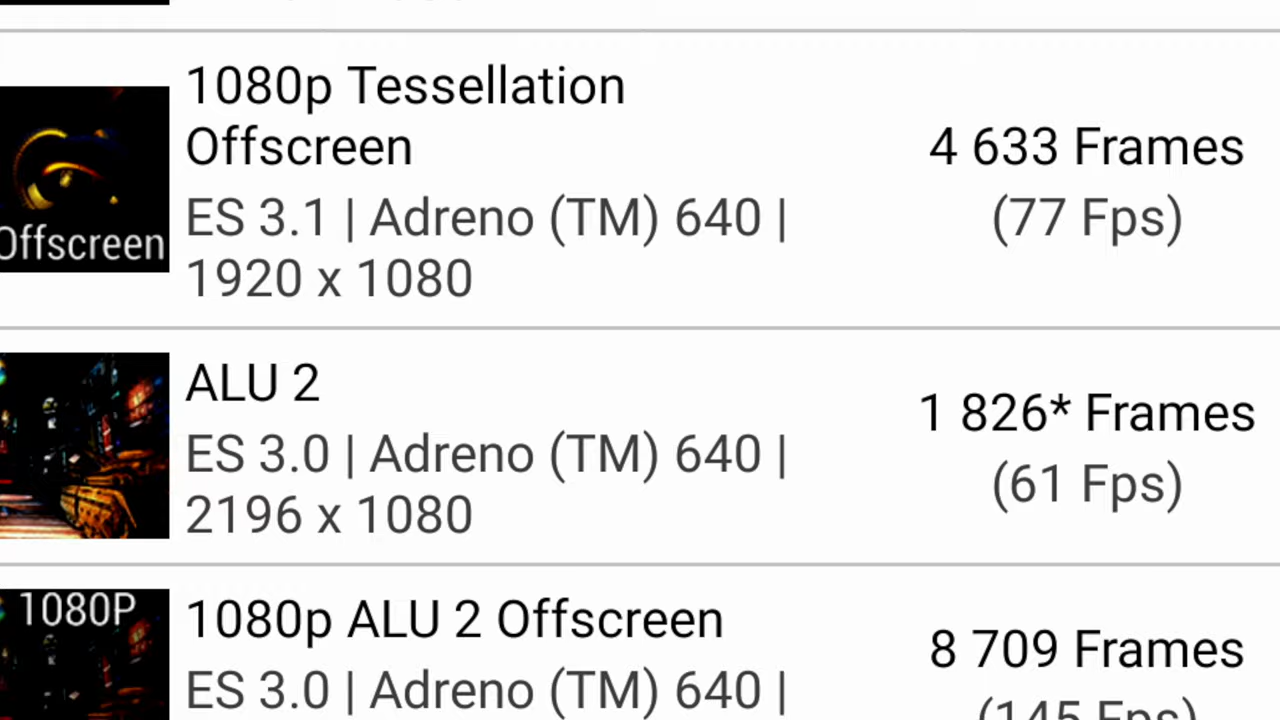 1080p Tessellation
Offscreen
4 633 Frames
ES 3.1 | Adreno (TM) 640 |
(77 Fps)
1920 x 1080
Offscreen
ALU 2
1 826* Frames
ES 3.0 | Adreno (TM) 640 |
(61 Fps)
2196 x 1080
1080P
1080p ALU 2 Offscreen
8 709 Frames
ES 3.0 | Adreno (TM) 640 |
(145 Fps)